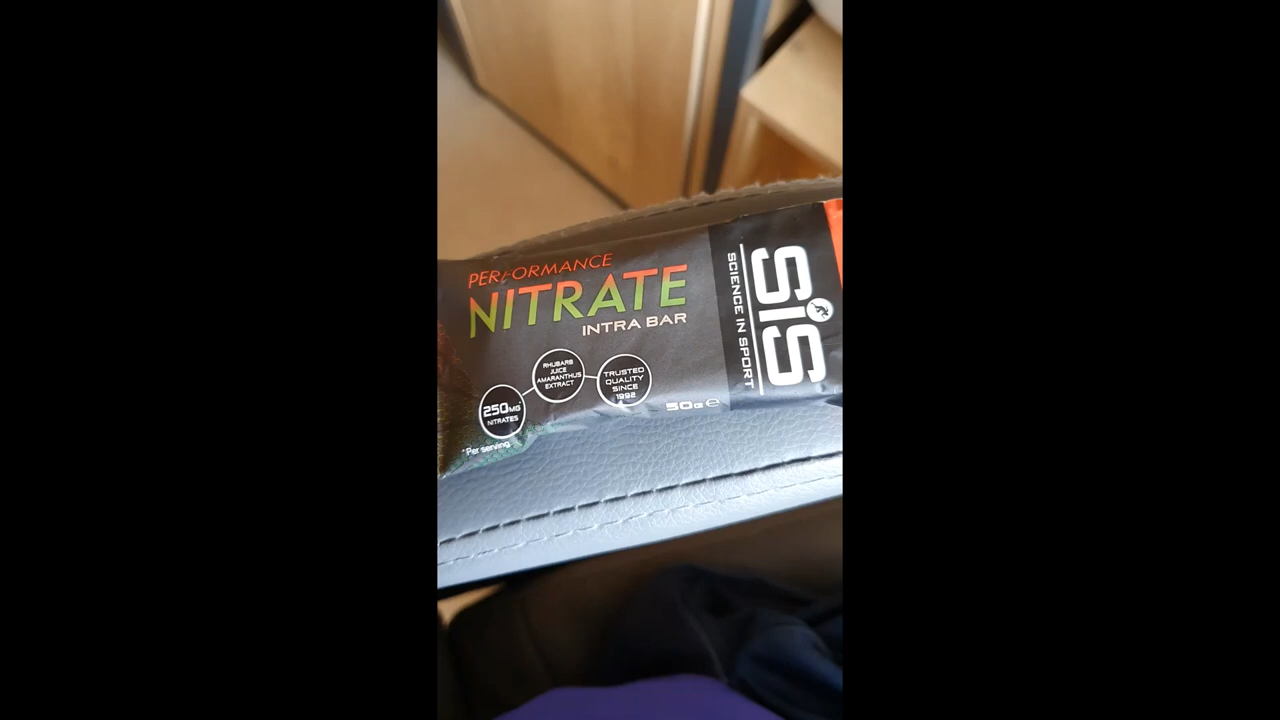 PERFORMANCE
NITRATE
INTRA BAR
250MG*
NITRATES
*Per serving
RHUBARB
JUICE
AMARANTHUS
EXTRACT
TRUSTED
QUALITY
SINCE
1992
50g e
SCIENCE IN SPORT
SiS